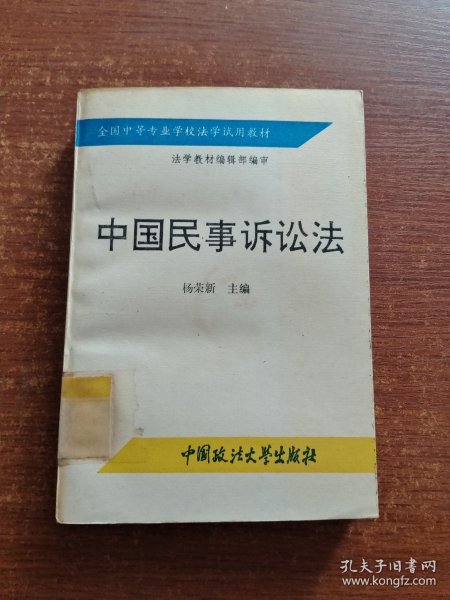 全国中等专业学校法学试用教材
法学教材编辑部编审
中国民事诉讼法
杨荣新 主编
中国政法大学出版社
孔夫子旧书网
www.kongfz.com